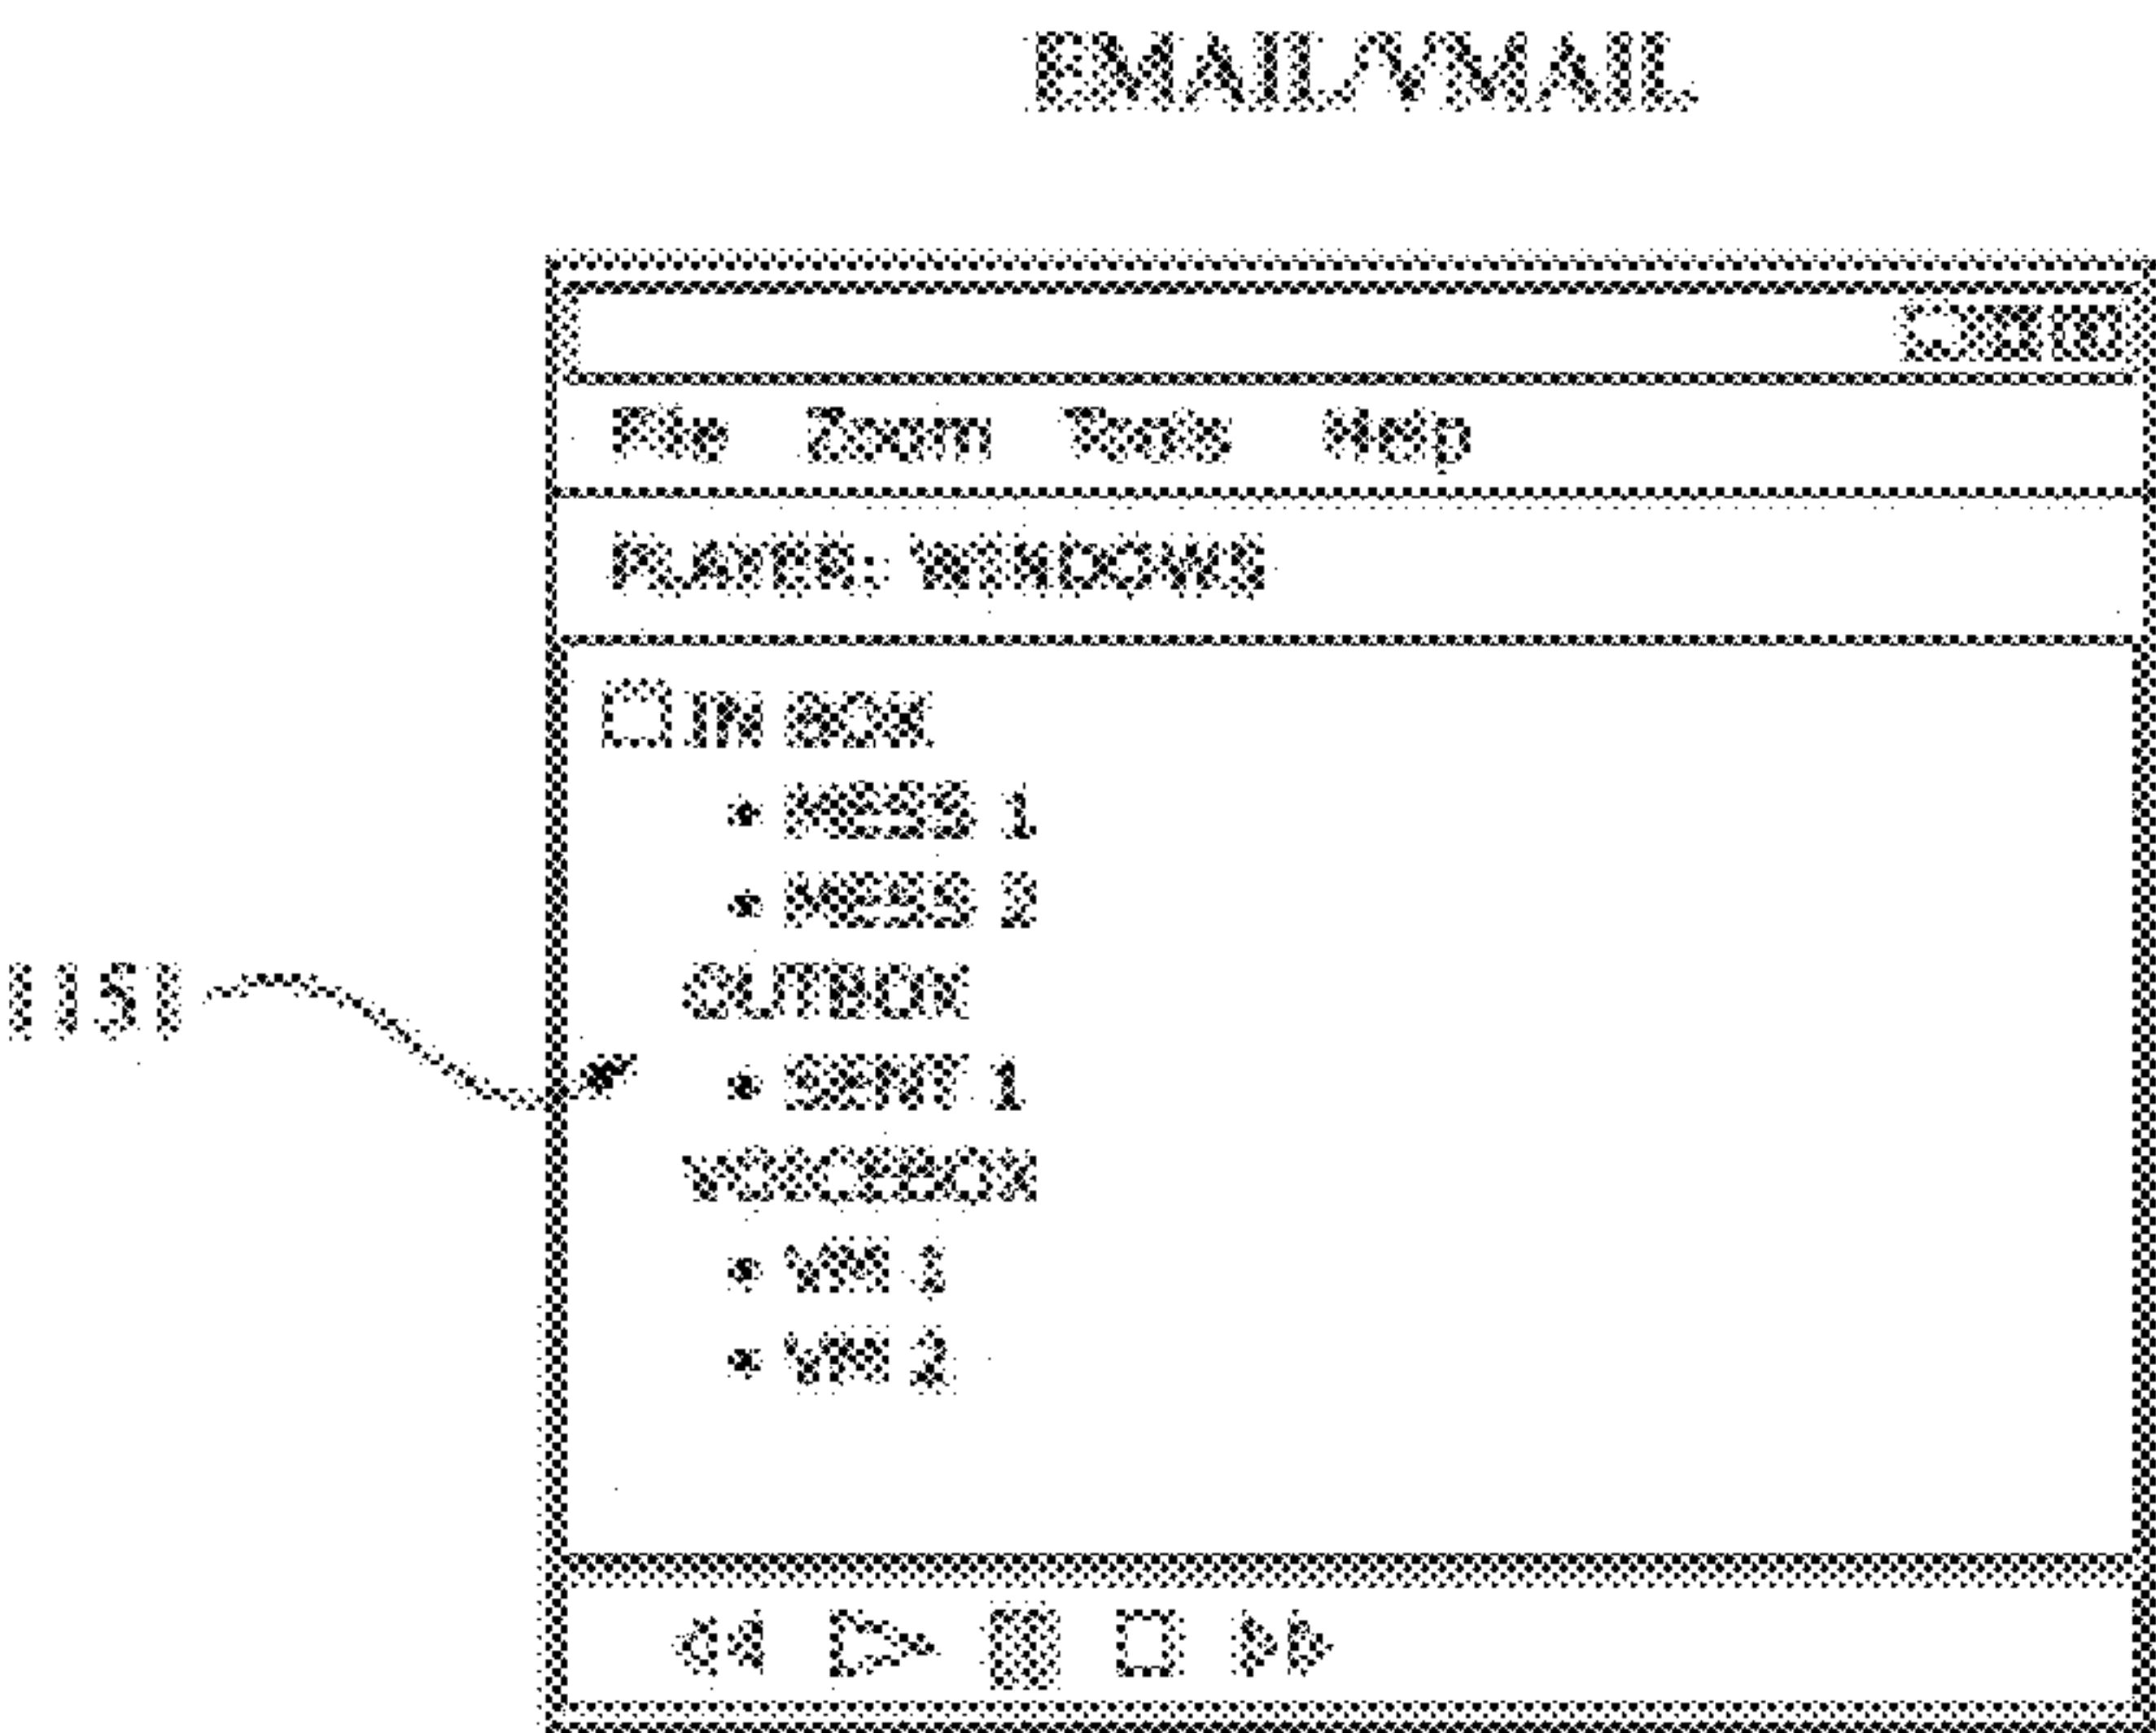 EMAIL/VMAIL
File Zoom Tools Help
PLAYER: WINDOWS
IN BOX
• MESS 1
• MESS 2
OUTBOX
1151
• SENT 1
VOICEBOX
• VM 1
• VM 2